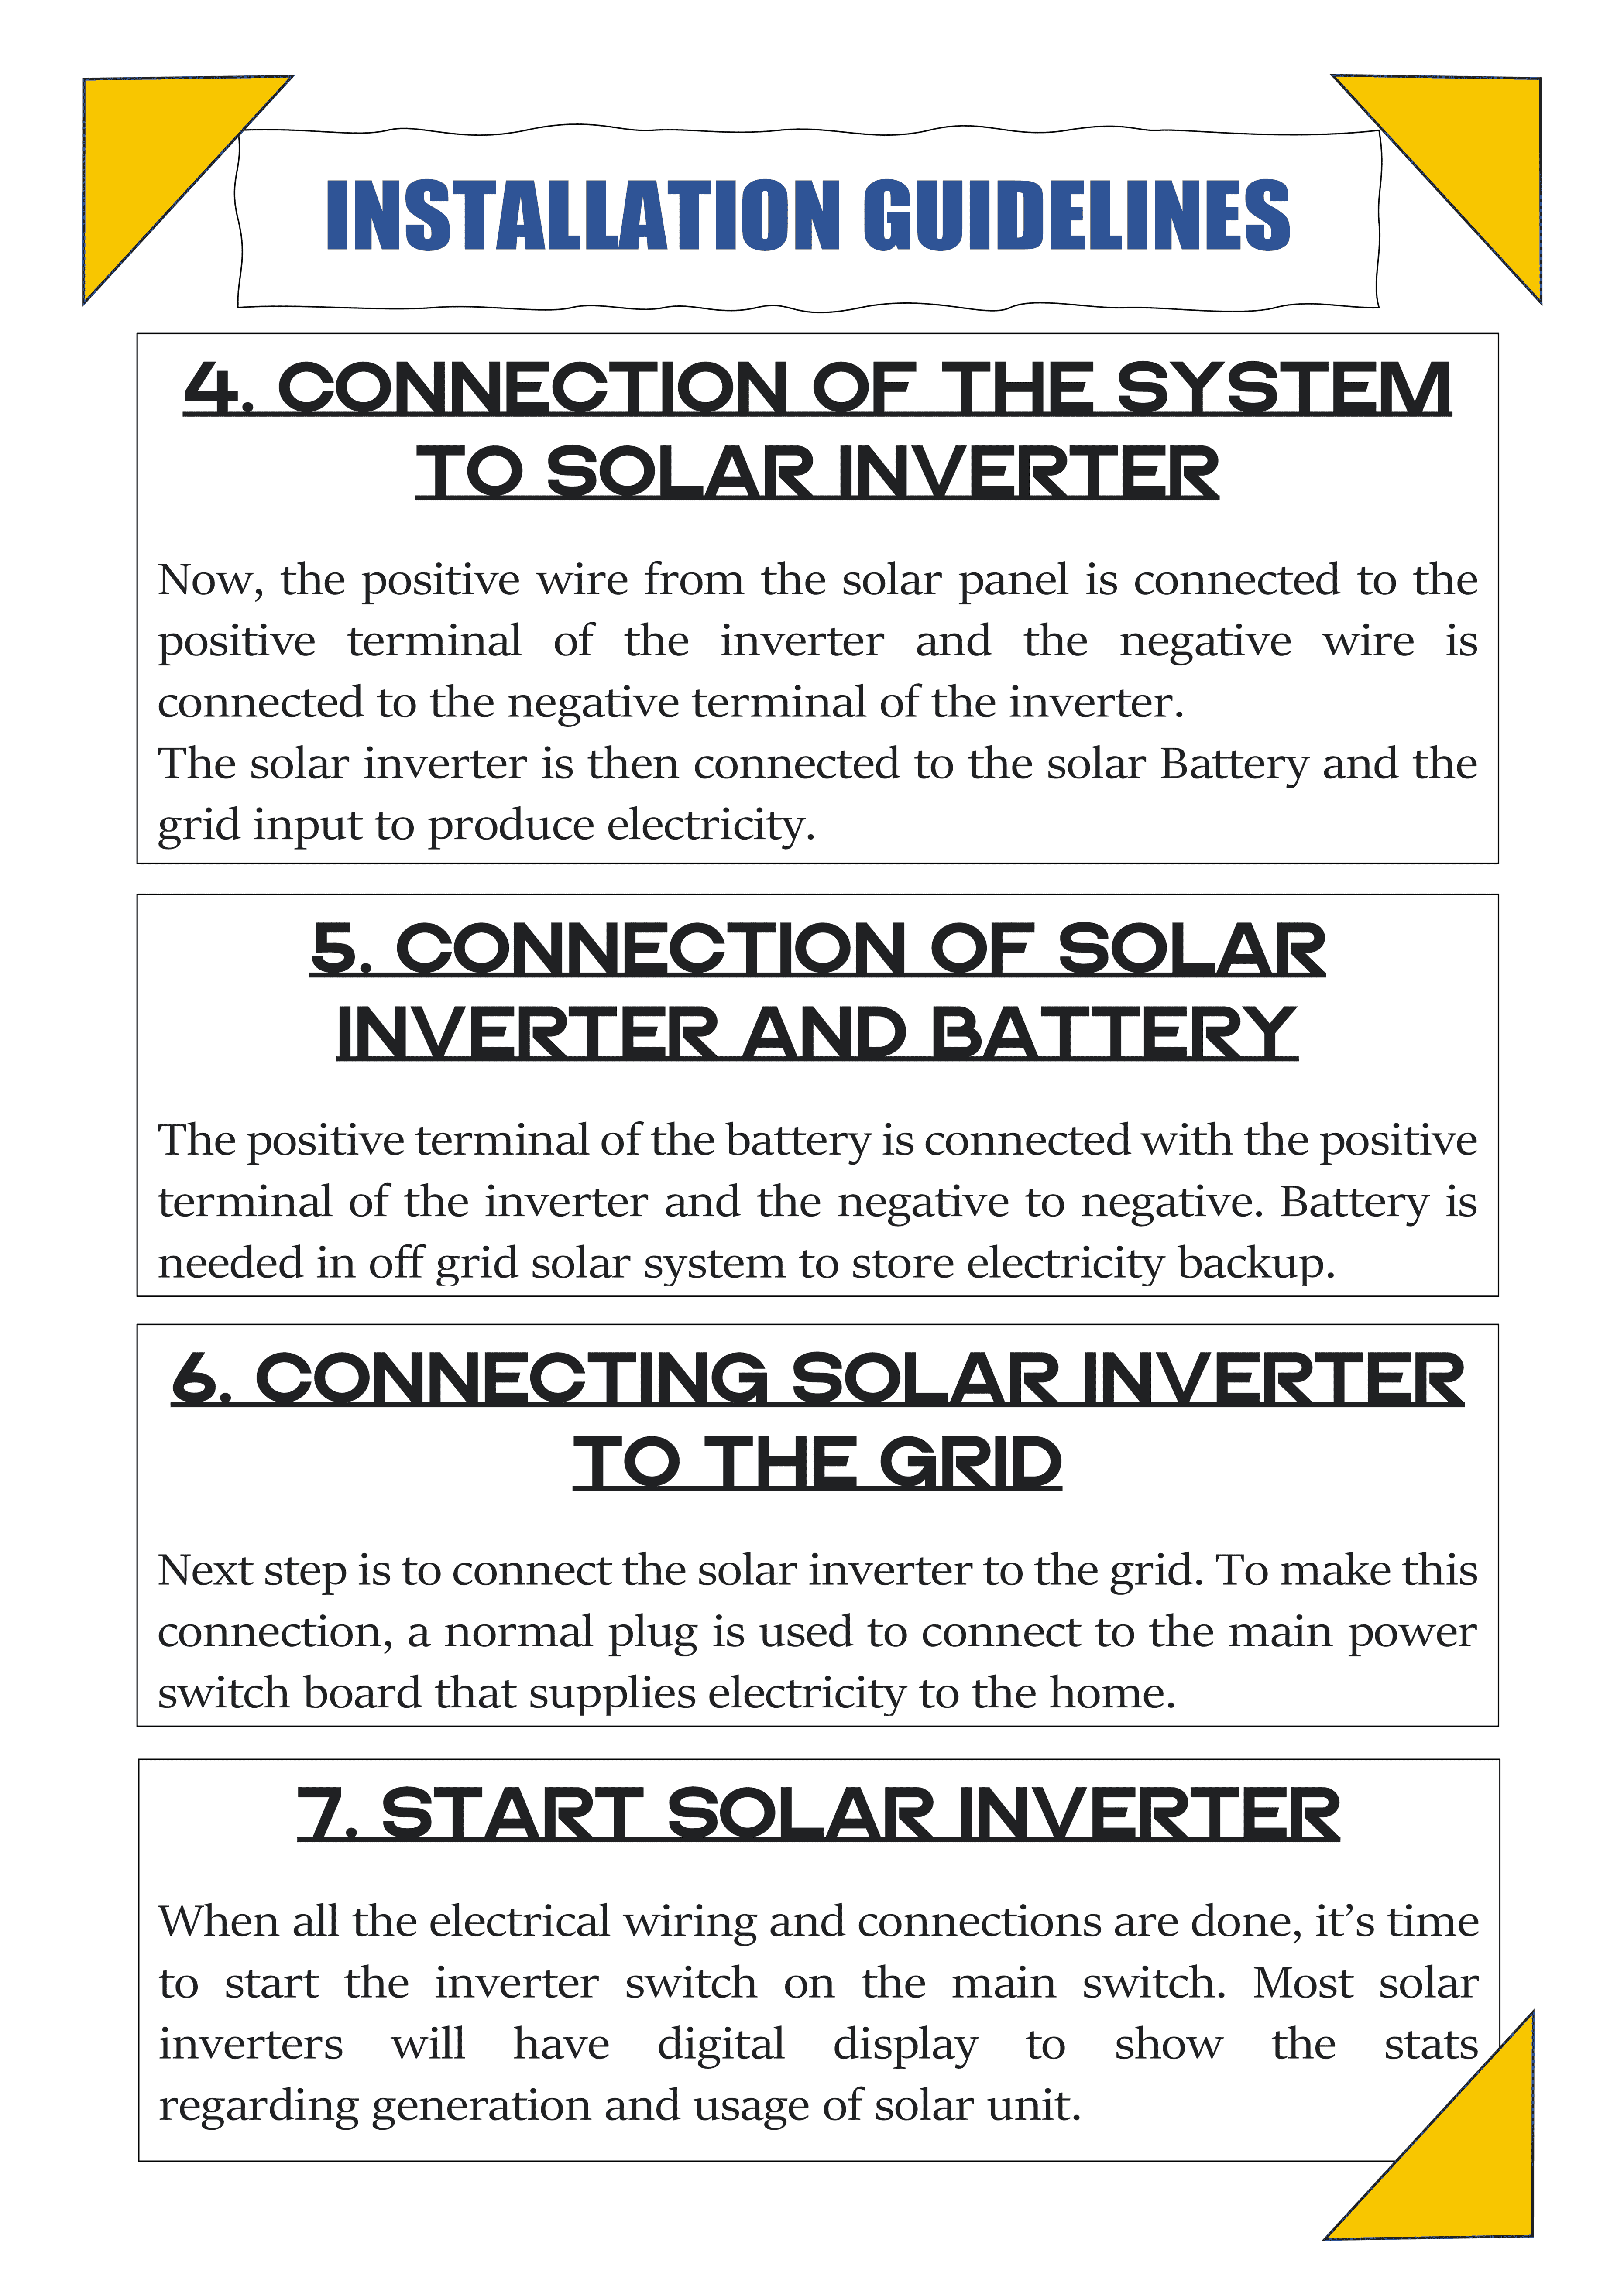 INSTALLATION GUIDELINES
4. CONNECTION OF THE SYSTEM
TO SOLAR INVERTER
Now, the positive wire from the solar panel is connected to the
positive terminal of the inverter and the negative wire is
connected to the negative terminal of the inverter.
The solar inverter is then connected to the solar Battery and the
grid input to produce electricity.
5. CONNECTION OF SOLAR
INVERTER AND BATTERY
The positive terminal of the battery is connected with the positive
terminal of the inverter and the negative to negative. Battery is
needed in off grid solar system to store electricity backup.
6. CONNECTING SOLAR INVERTER
TO THE GRID
Next step is to connect the solar inverter to the grid. To make this
connection, a normal plug is used to connect to the main power
switch board that supplies electricity to the home.
7. START SOLAR INVERTER
When all the electrical wiring and connections are done, it’s time
to start the inverter switch on the main switch. Most solar
inverters will have digital display to show the stats
regarding generation and usage of solar unit.